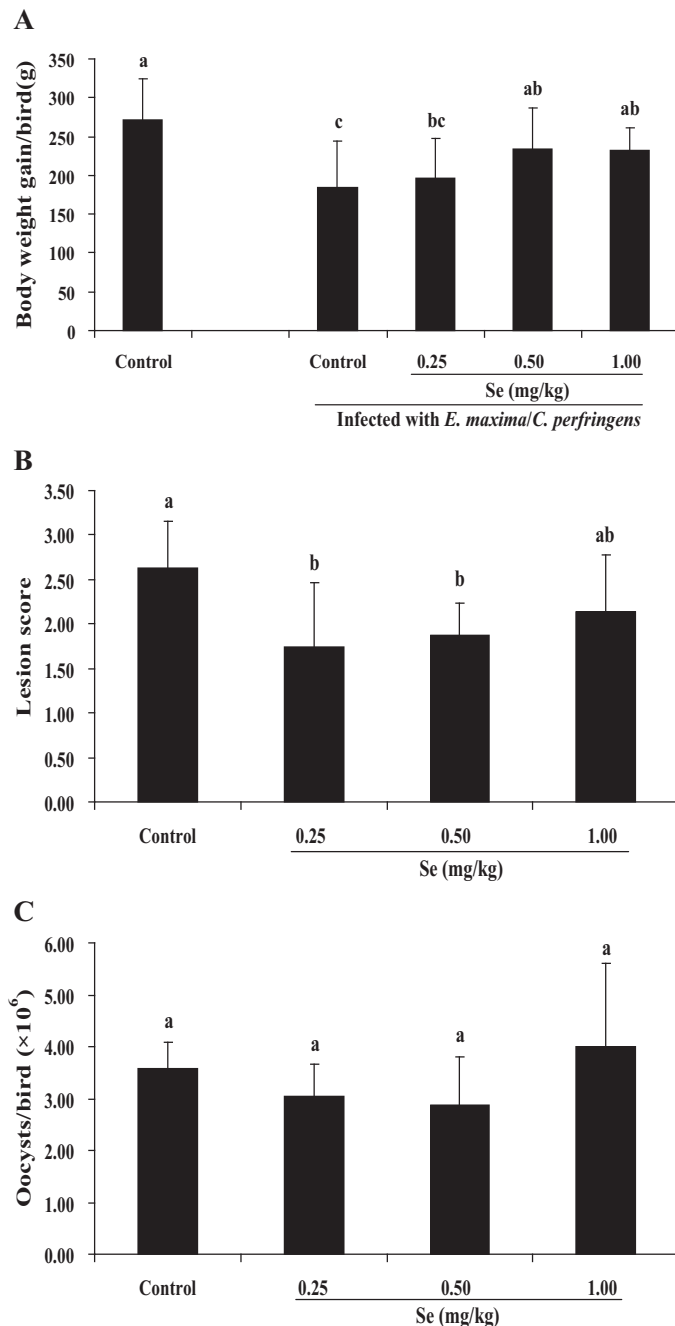 A
Body weight gain/bird(g)
350
300
250
200
150
100
50
0
a
c
bc
ab
ab
Control
Control
0.25
0.50
1.00
Se (mg/kg)
Infected with E. maxima/C. perfringens
B
Lesion score
3.50
3.00
2.50
2.00
1.50
1.00
0.50
0.00
a
b
b
ab
Control
0.25
0.50
1.00
Se (mg/kg)
C
Oocysts/bird (×10⁶)
6.00
5.00
4.00
3.00
2.00
1.00
0.00
a
a
a
a
Control
0.25
0.50
1.00
Se (mg/kg)